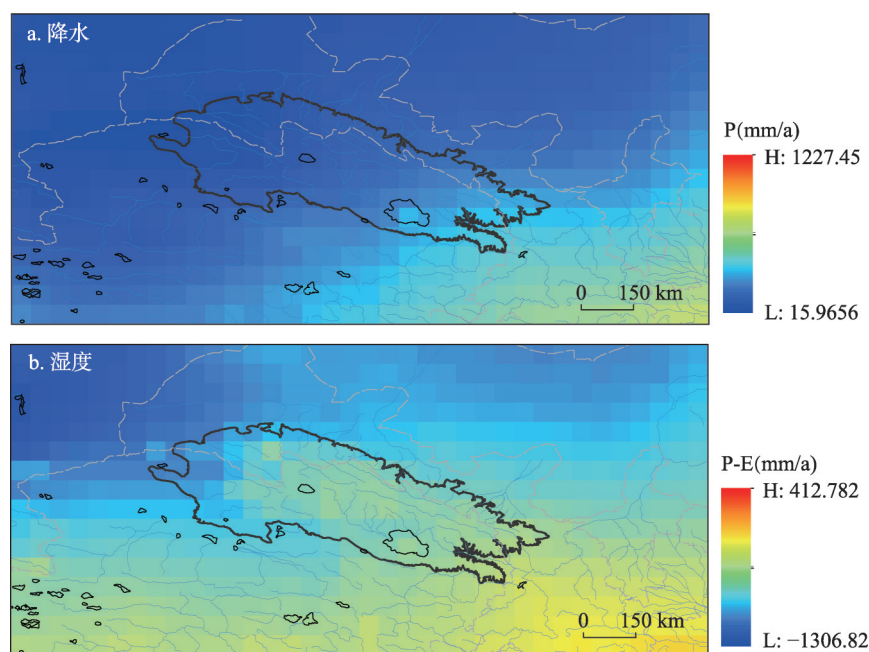 a. 降水
P(mm/a)
H: 1227.45
L: 15.9656
0 150 km
b. 湿度
P-E(mm/a)
H: 412.782
L: −1306.82
0 150 km